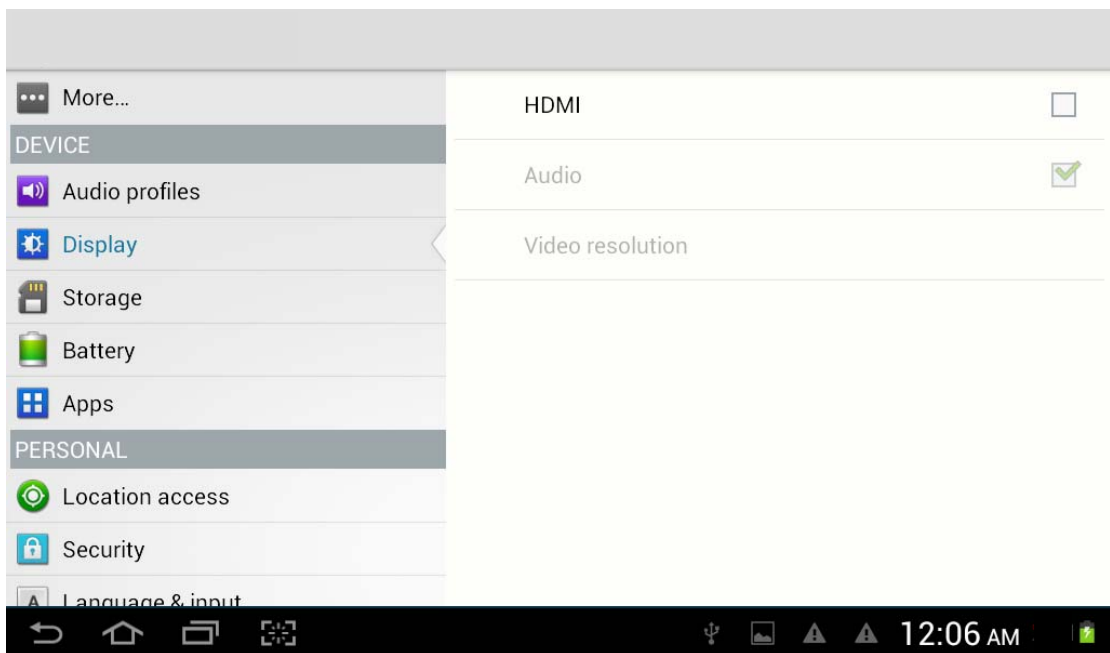 More...
DEVICE
Audio profiles
Display
Storage
Battery
Apps
PERSONAL
Location access
Security
A Language & input
HDMI
Audio
Video resolution
12:06 AM